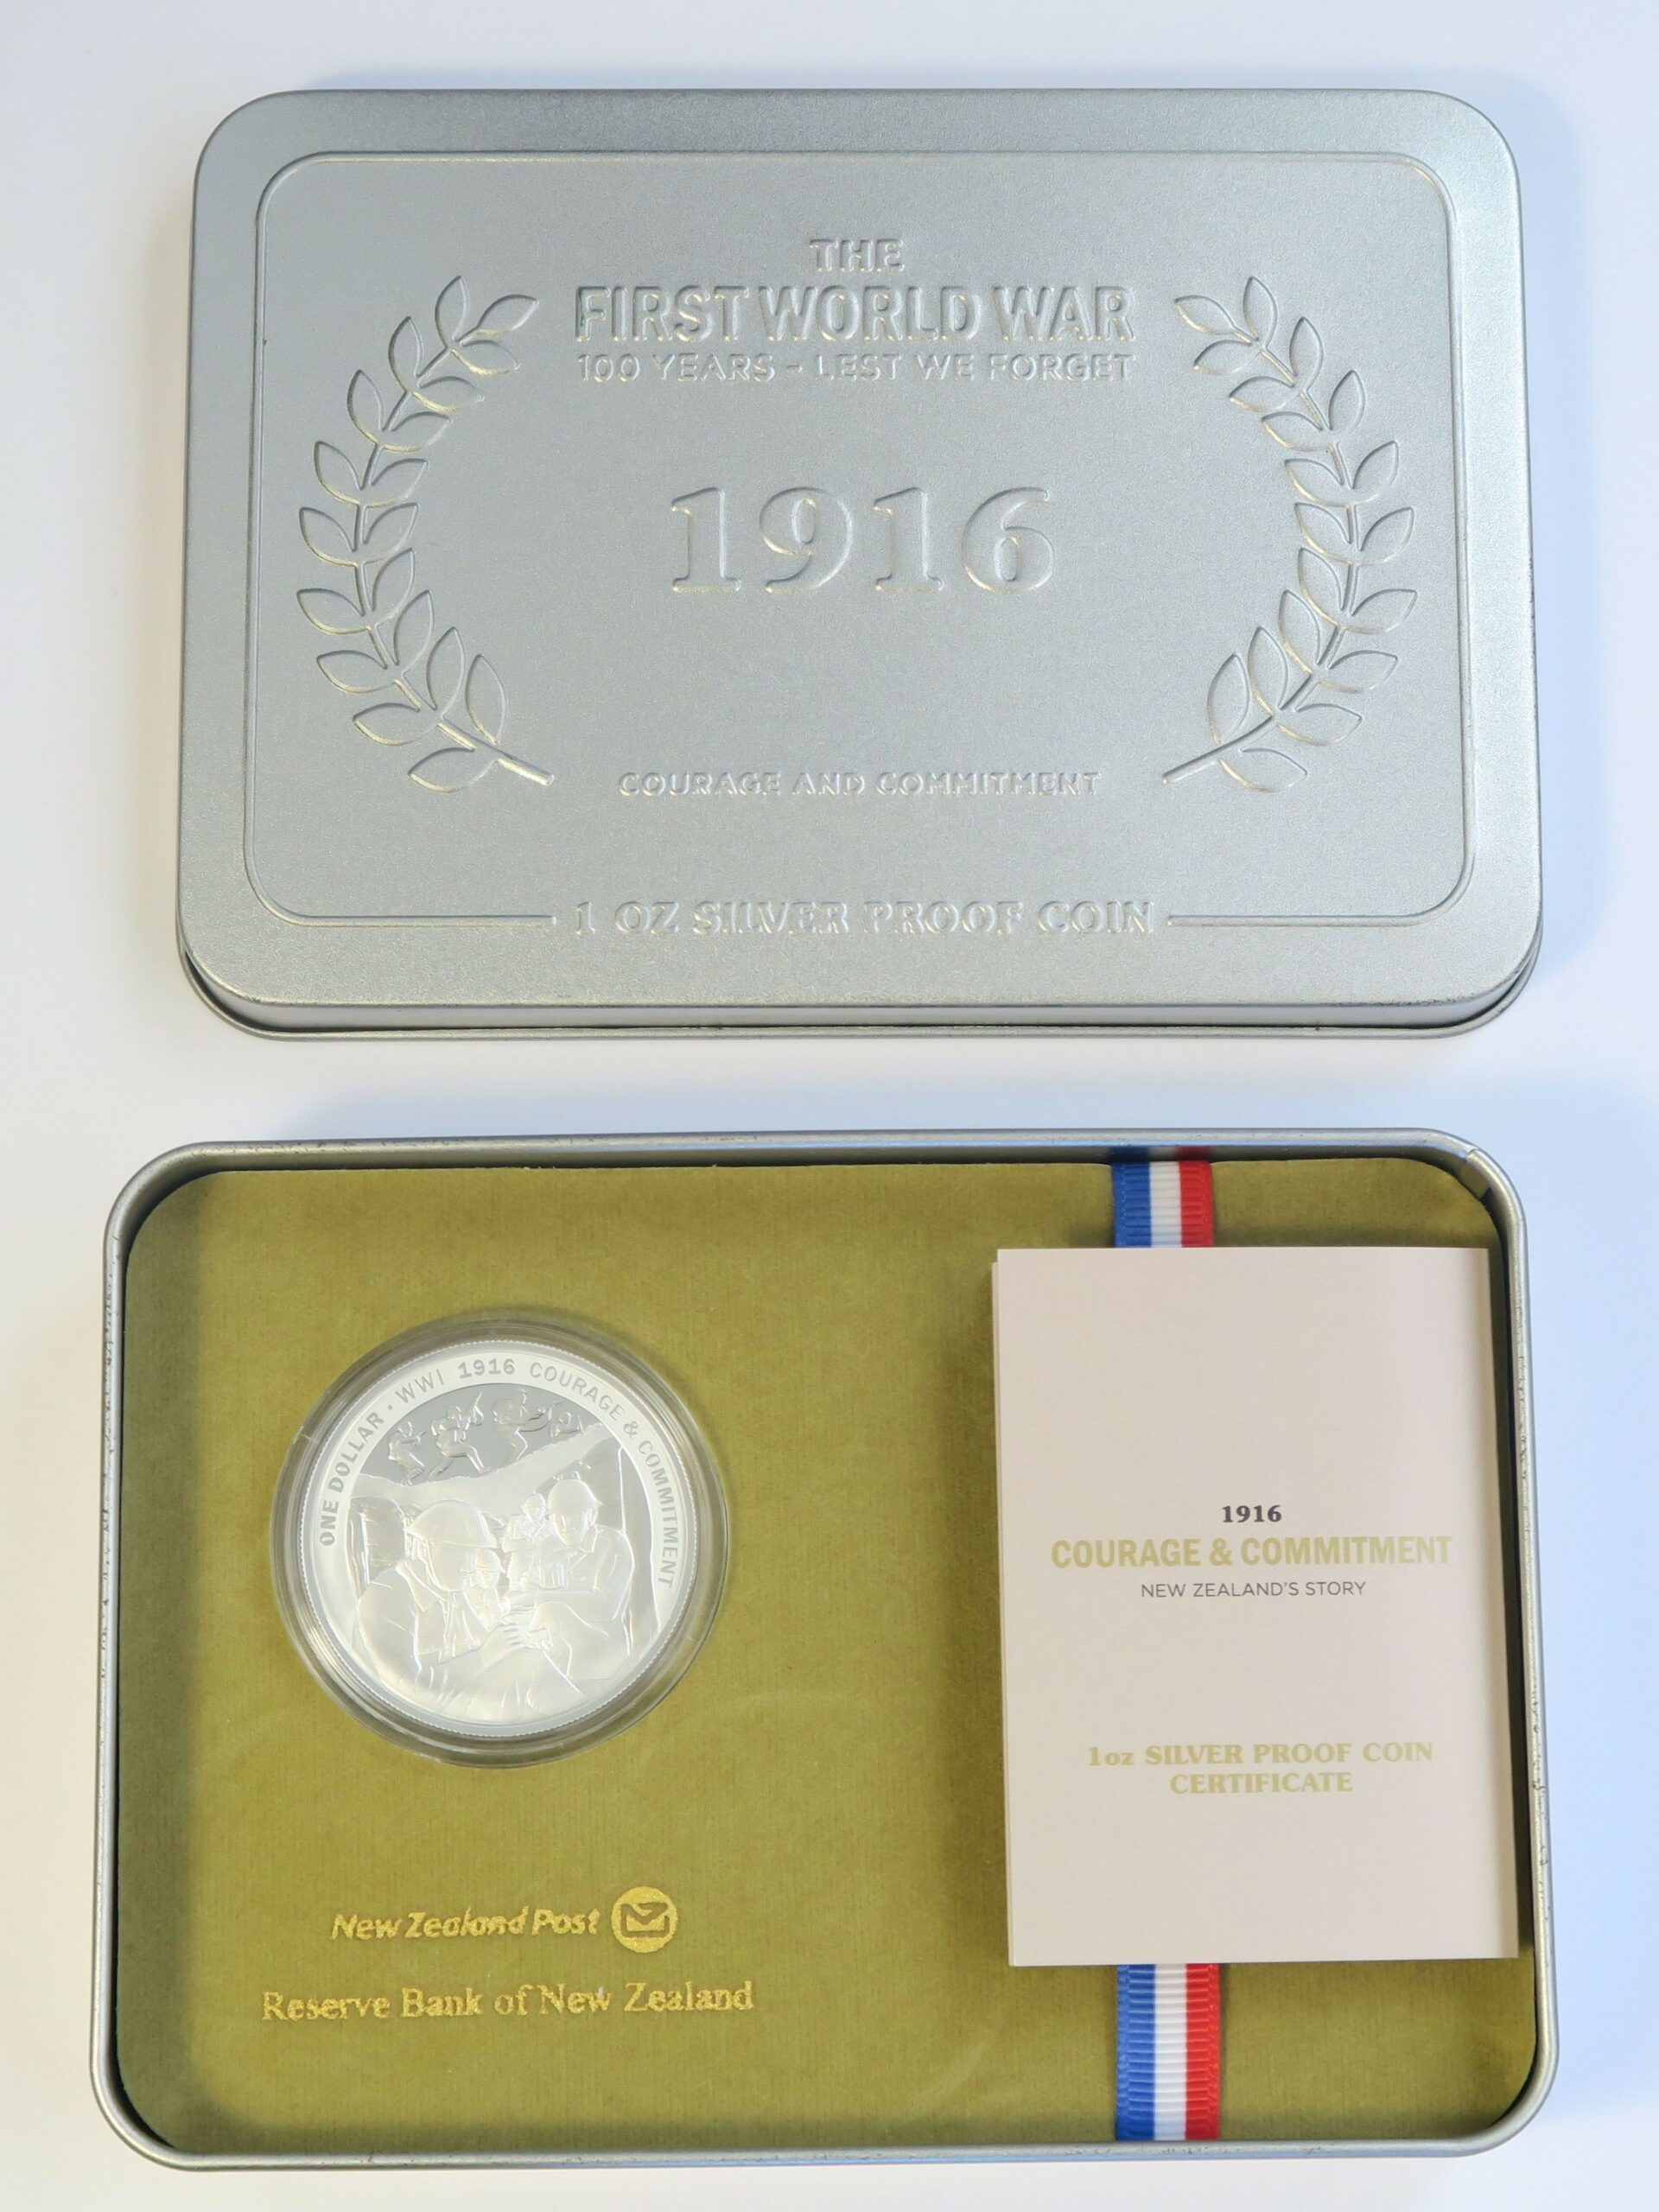 THE
FIRST WORLD WAR
100 YEARS - LEST WE FORGET
1916
COURAGE AND COMMITMENT
1 OZ SILVER PROOF COIN
ONE DOLLAR · WWI 1916 COURAGE & COMMITMENT
1916
COURAGE & COMMITMENT
NEW ZEALAND'S STORY
1oz SILVER PROOF COIN
CERTIFICATE
New Zealand Post
Reserve Bank of New Zealand